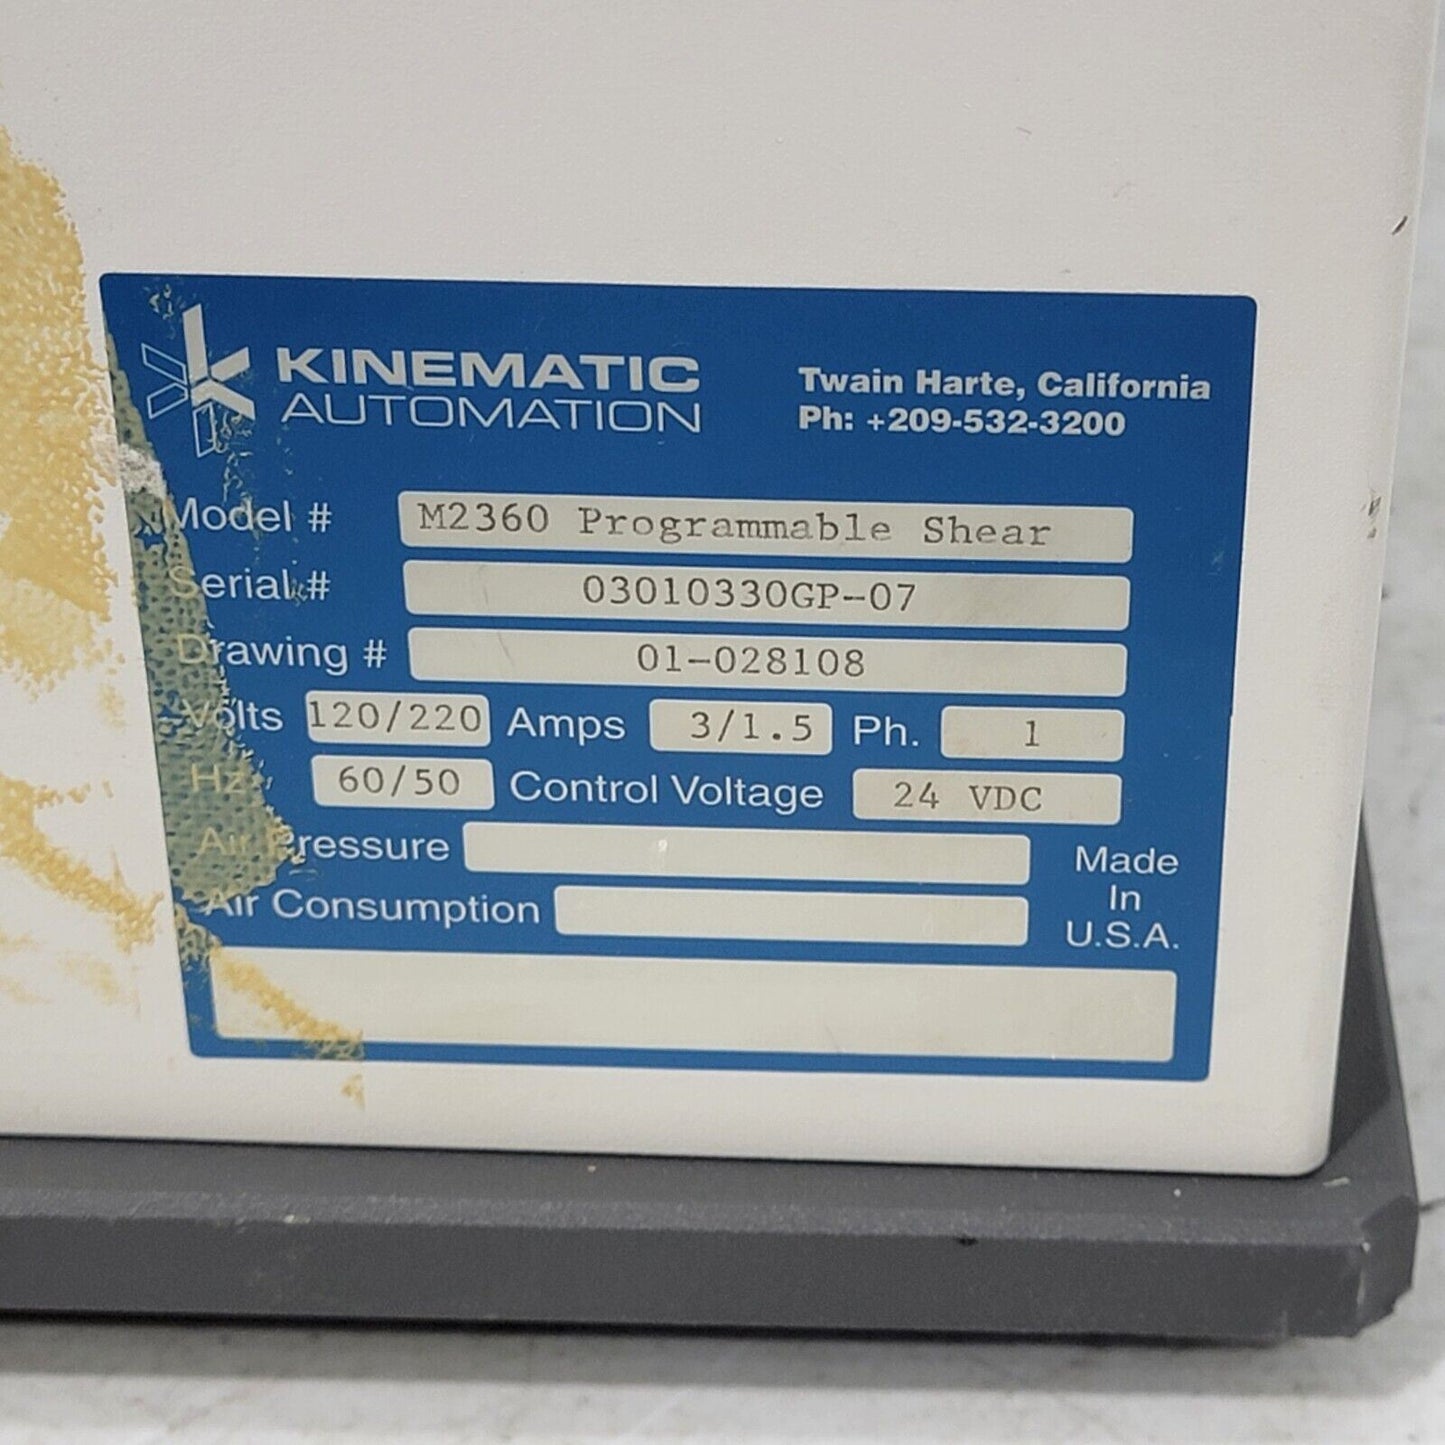 KINEMATIC
AUTOMATION
Twain Harte, California
Ph: +209-532-3200
Model # M2360 Programmable Shear
Serial # 03010330GP-07
Drawing # 01-028108
Volts 120/220 Amps 3/1.5 Ph. 1
Hz 60/50 Control Voltage 24 VDC
Air Pressure
Air Consumption
Made
In
U.S.A.